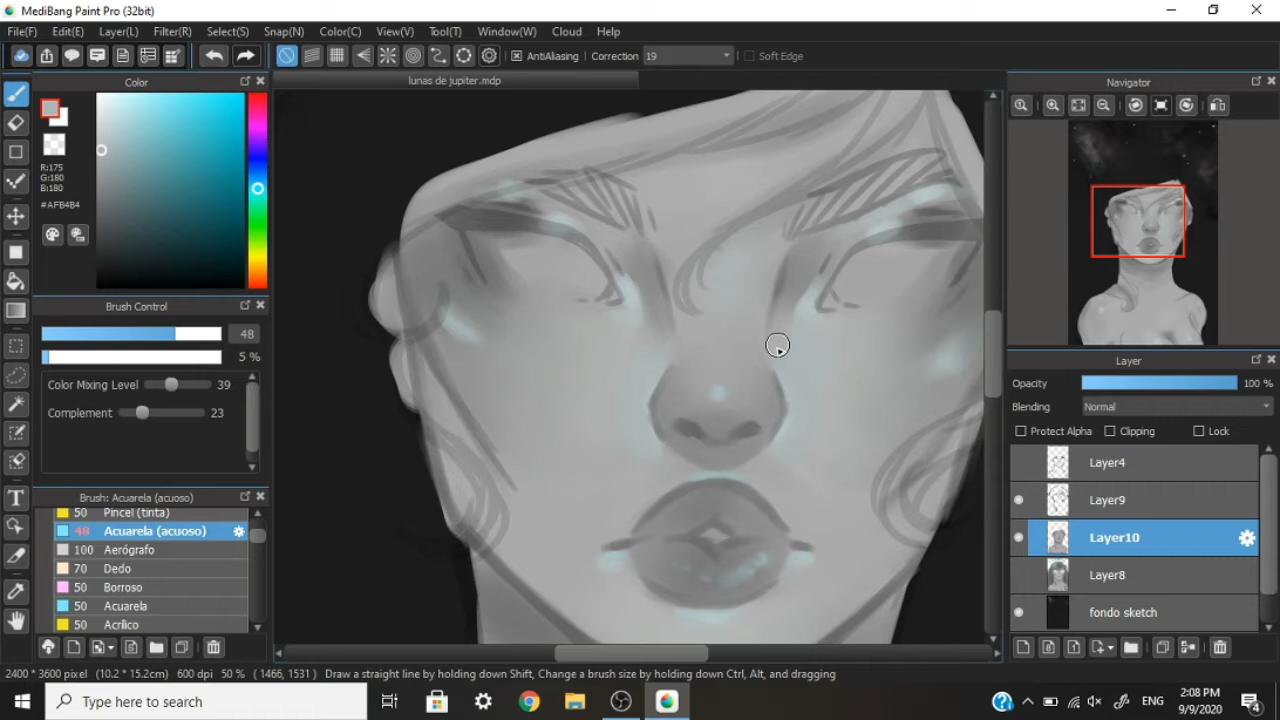 MediBang Paint Pro (32bit)
File(F) Edit(E) Layer(L) Filter(R) Select(S) Snap(N) Color(C) View(V) Tool(T) Window(W) Cloud Help
AntiAliasing Correction 19 Soft Edge
Color
lunas de jupiter.mdp
Navigator
R:175
G:180
B:180
#AFB4B4
Brush Control
48
5 %
Color Mixing Level 39
Complement 23
Brush: Acuarela (acuoso)
50 Pincel (tinta)
48 Acuarela (acuoso)
100 Aerógrafo
70 Dedo
50 Borroso
50 Acuarela
50 Acrílico
Layer
Opacity 100 %
Blending Normal
Protect Alpha Clipping Lock
Layer4
Layer9
Layer10
Layer8
fondo sketch
2400 * 3600 pixel (10.2 * 15.2cm) 600 dpi 50 % ( 1466, 1531 ) Draw a straight line by holding down Shift, Change a brush size by holding down Ctrl, Alt, and dragging
Type here to search
ENG
2:08 PM
9/9/2020
4